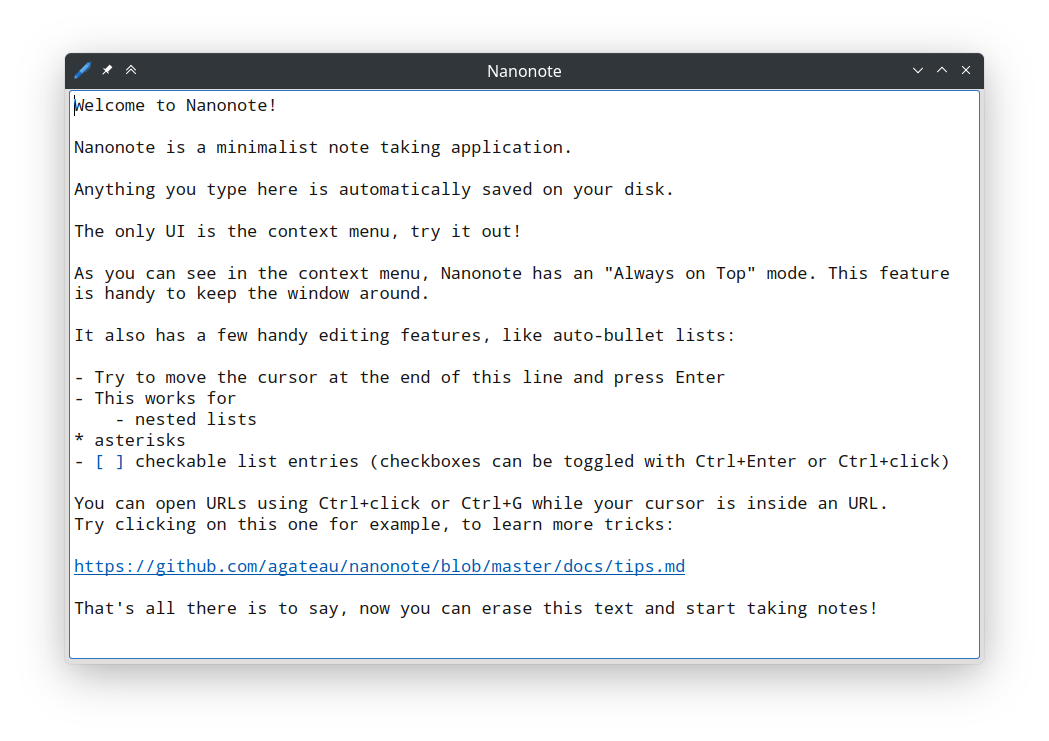 Nanonote
Welcome to Nanonote!
Nanonote is a minimalist note taking application.
Anything you type here is automatically saved on your disk.
The only UI is the context menu, try it out!
As you can see in the context menu, Nanonote has an "Always on Top" mode. This feature
is handy to keep the window around.
It also has a few handy editing features, like auto-bullet lists:
- Try to move the cursor at the end of this line and press Enter
- This works for
    - nested lists
* asterisks
- [ ] checkable list entries (checkboxes can be toggled with Ctrl+Enter or Ctrl+click)
You can open URLs using Ctrl+click or Ctrl+G while your cursor is inside an URL.
Try clicking on this one for example, to learn more tricks:
https://github.com/agateau/nanonote/blob/master/docs/tips.md
That's all there is to say, now you can erase this text and start taking notes!